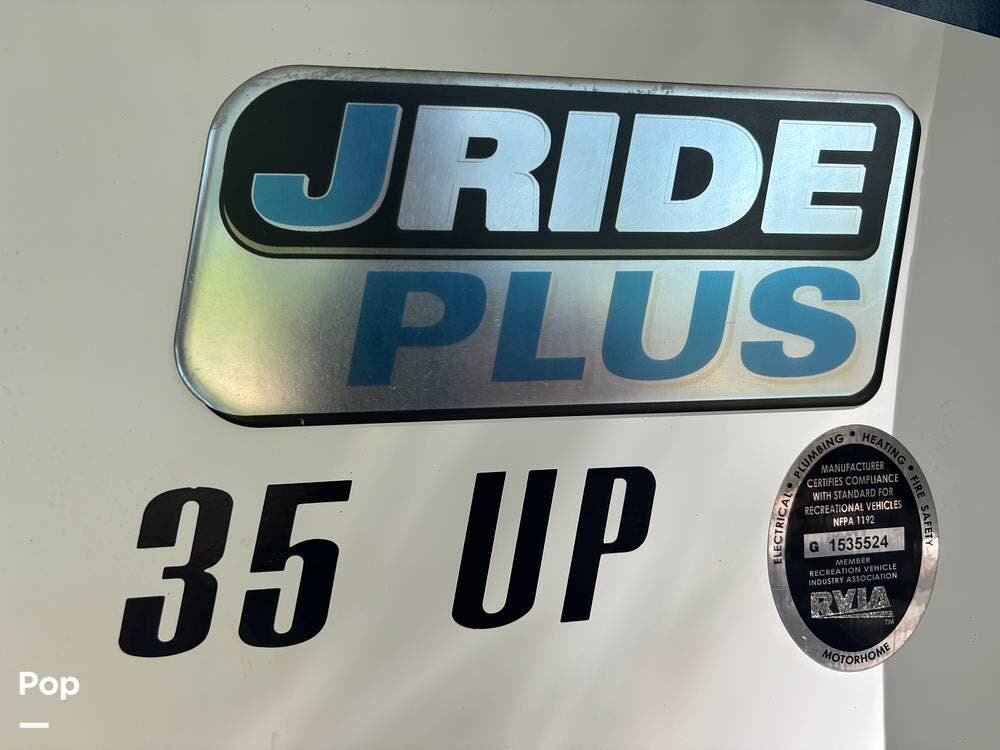 JRIDE
PLUS
35 UP
ELECTRICAL • PLUMBING • HEATING • FIRE SAFETY
MANUFACTURER
CERTIFIES COMPLIANCE
WITH STANDARD FOR
RECREATIONAL VEHICLES
NFPA 1192
G 1535524
MEMBER
RECREATION VEHICLE
INDUSTRY ASSOCIATION
RVIA
TM
MOTORHOME
Pop